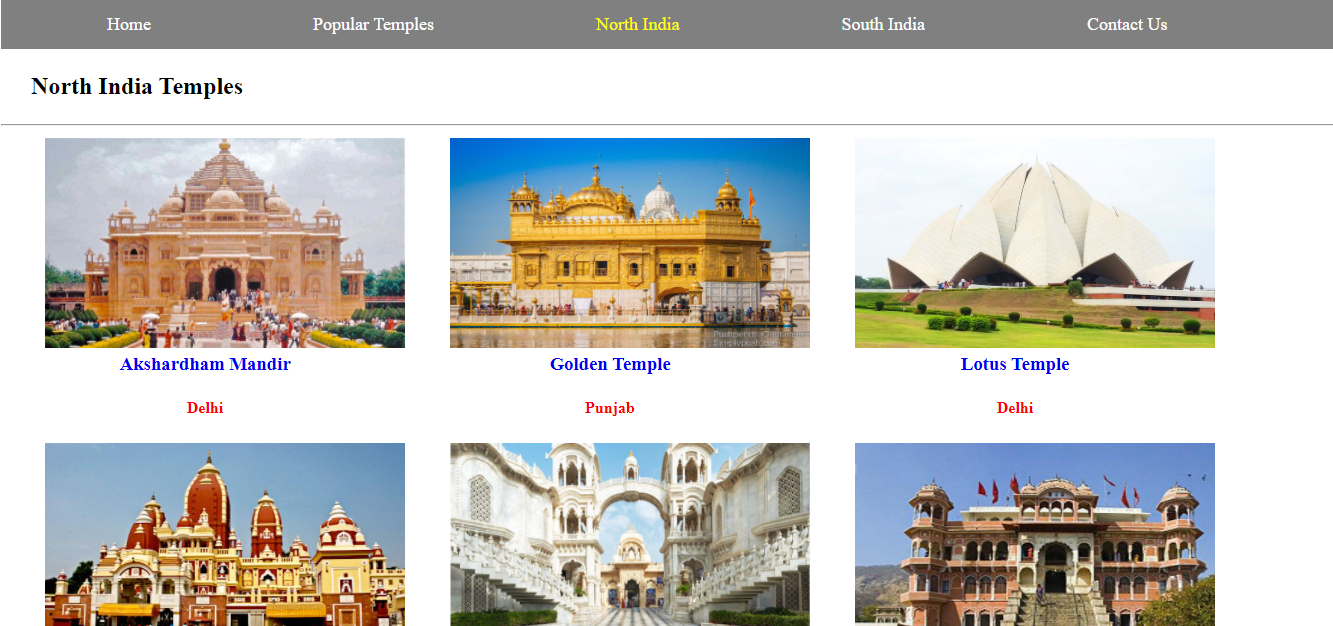 Home Popular Temples North India South India Contact Us
North India Temples
Akshardham Mandir Golden Temple Lotus Temple
Delhi Punjab Delhi